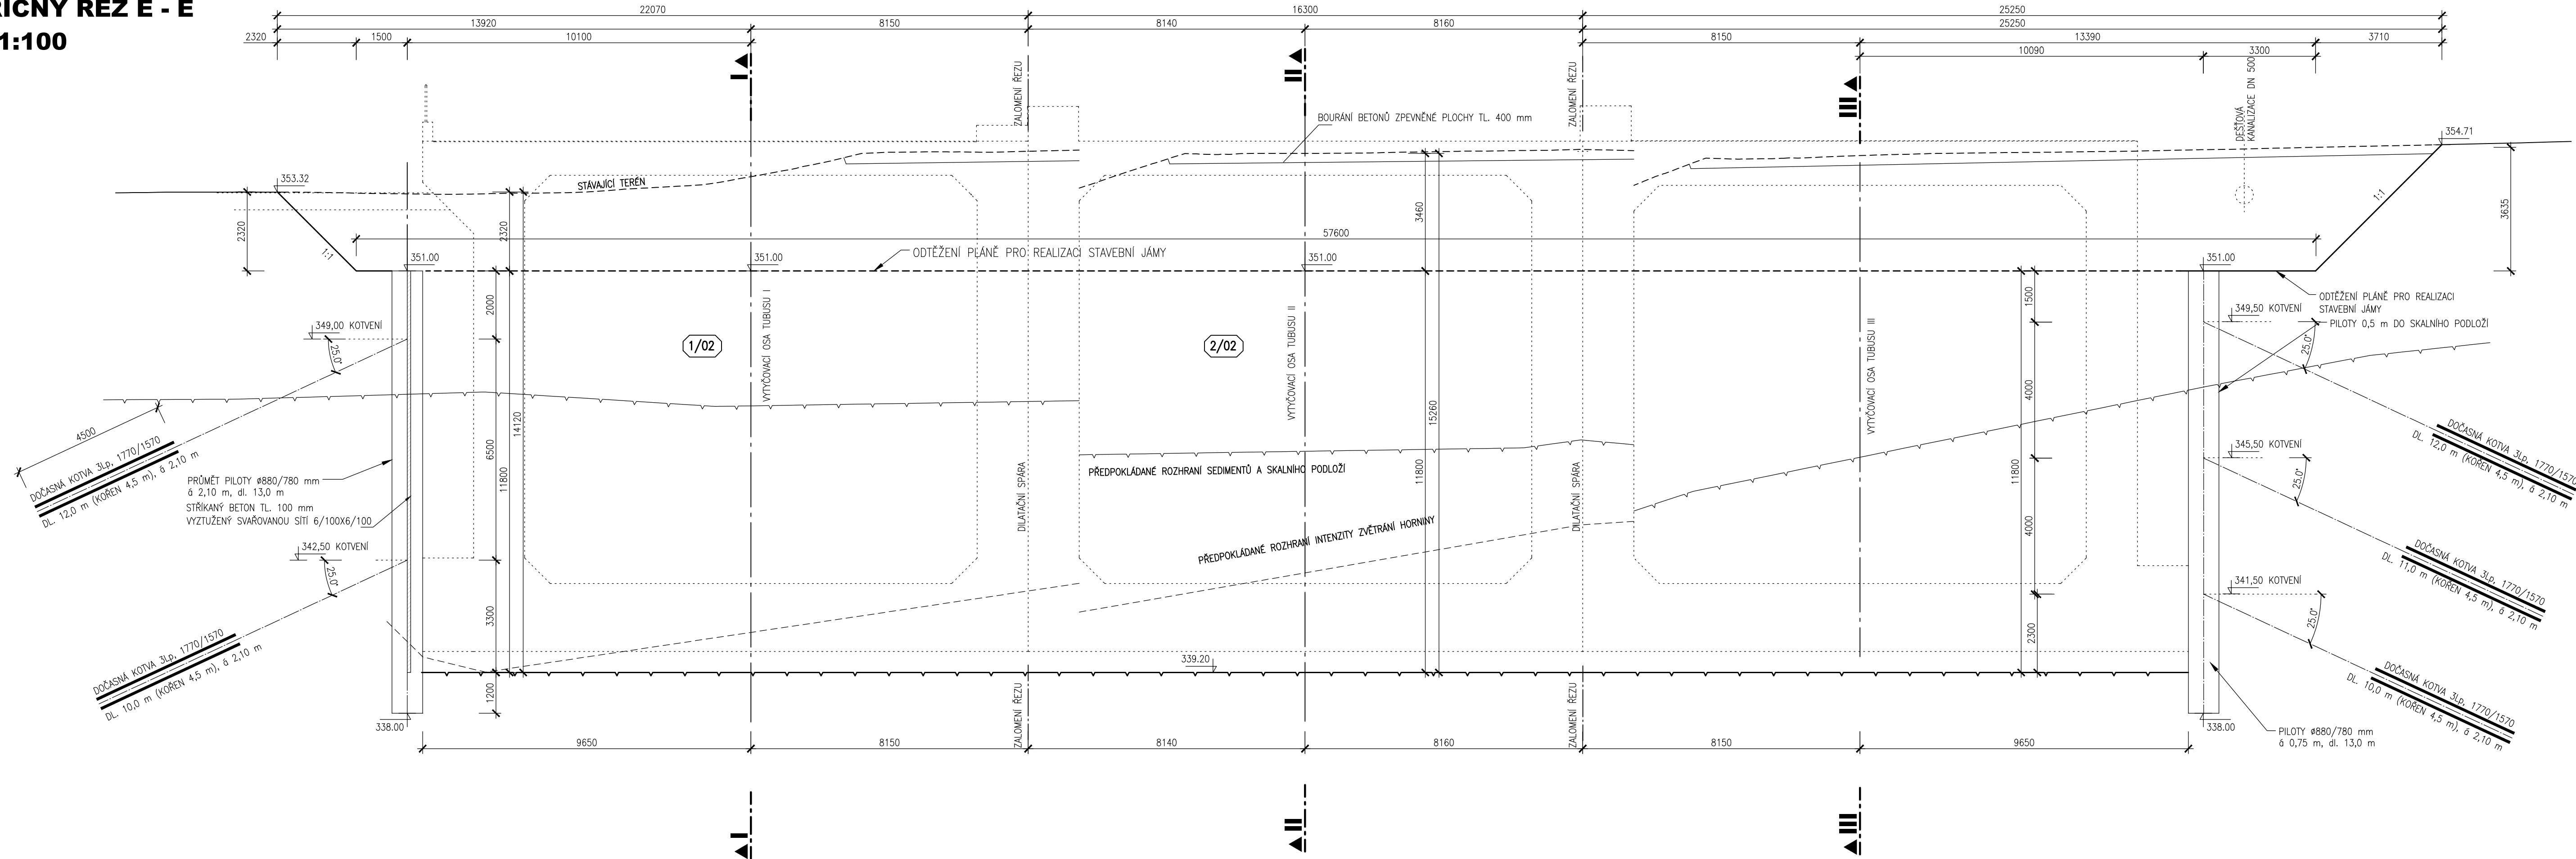 ŘÍČNÝ ŘEZ E - E
1:100
22070
16300
25250
13920
8150
8140
8160
25250
2320
1500
10100
8150
13390
3710
10090
3300
I
II
III
ZALOMENÍ ŘEZU
ZALOMENÍ ŘEZU
DEŠŤOVÁ
KANALIZACE DN 500
BOURÁNÍ BETONŮ ZPEVNĚNÉ PLOCHY TL. 400 mm
354.71
353.32
STÁVAJÍCÍ TERÉN
1:1
1:1
2320
2320
3460
3635
57600
ODTĚŽENÍ PLÁNĚ PRO REALIZACI STAVEBNÍ JÁMY
351.00
351.00
351.00
351.00
ODTĚŽENÍ PLÁNĚ PRO REALIZACI
STAVEBNÍ JÁMY
PILOTY 0,5 m DO SKALNÍHO PODLOŽÍ
2000
1500
349,00 KOTVENÍ
349,50 KOTVENÍ
25.0°
25.0°
1/02
2/02
VYTYČOVACÍ OSA TUBUSU I
VYTYČOVACÍ OSA TUBUSU II
VYTYČOVACÍ OSA TUBUSU III
4500
6500
11800
14120
11800
15260
11800
4000
4000
DOČASNÁ KOTVA 3Lp, 1770/1570
DL. 12,0 m (KOŘEN 4,5 m), á 2,10 m
DOČASNÁ KOTVA 3Lp, 1770/1570
DL. 12,0 m (KOŘEN 4,5 m), á 2,10 m
345,50 KOTVENÍ
25.0°
PŘEDPOKLÁDANÉ ROZHRANÍ SEDIMENTŮ A SKALNÍHO PODLOŽÍ
PRŮMĚT PILOTY ø880/780 mm
á 2,10 m, dl. 13,0 m
STŘÍKANÝ BETON TL. 100 mm
VYZTUŽENÝ SVAŘOVANOU SÍTÍ 6/100X6/100
DILATAČNÍ SPÁRA
DILATAČNÍ SPÁRA
PŘEDPOKLÁDANÉ ROZHRANÍ INTENZITY ZVĚTRÁNÍ HORNINY
342,50 KOTVENÍ
25.0°
341,50 KOTVENÍ
25.0°
DOČASNÁ KOTVA 3Lp, 1770/1570
DL. 11,0 m (KOŘEN 4,5 m), á 2,10 m
3300
2300
339.20
DOČASNÁ KOTVA 3Lp, 1770/1570
DL. 10,0 m (KOŘEN 4,5 m), á 2,10 m
DOČASNÁ KOTVA 3Lp, 1770/1570
DL. 10,0 m (KOŘEN 4,5 m), á 2,10 m
1200
338.00
338.00
ZALOMENÍ ŘEZU
ZALOMENÍ ŘEZU
PILOTY ø880/780 mm
á 0,75 m, dl. 13,0 m
9650
8150
8140
8160
8150
9650
I
II
III